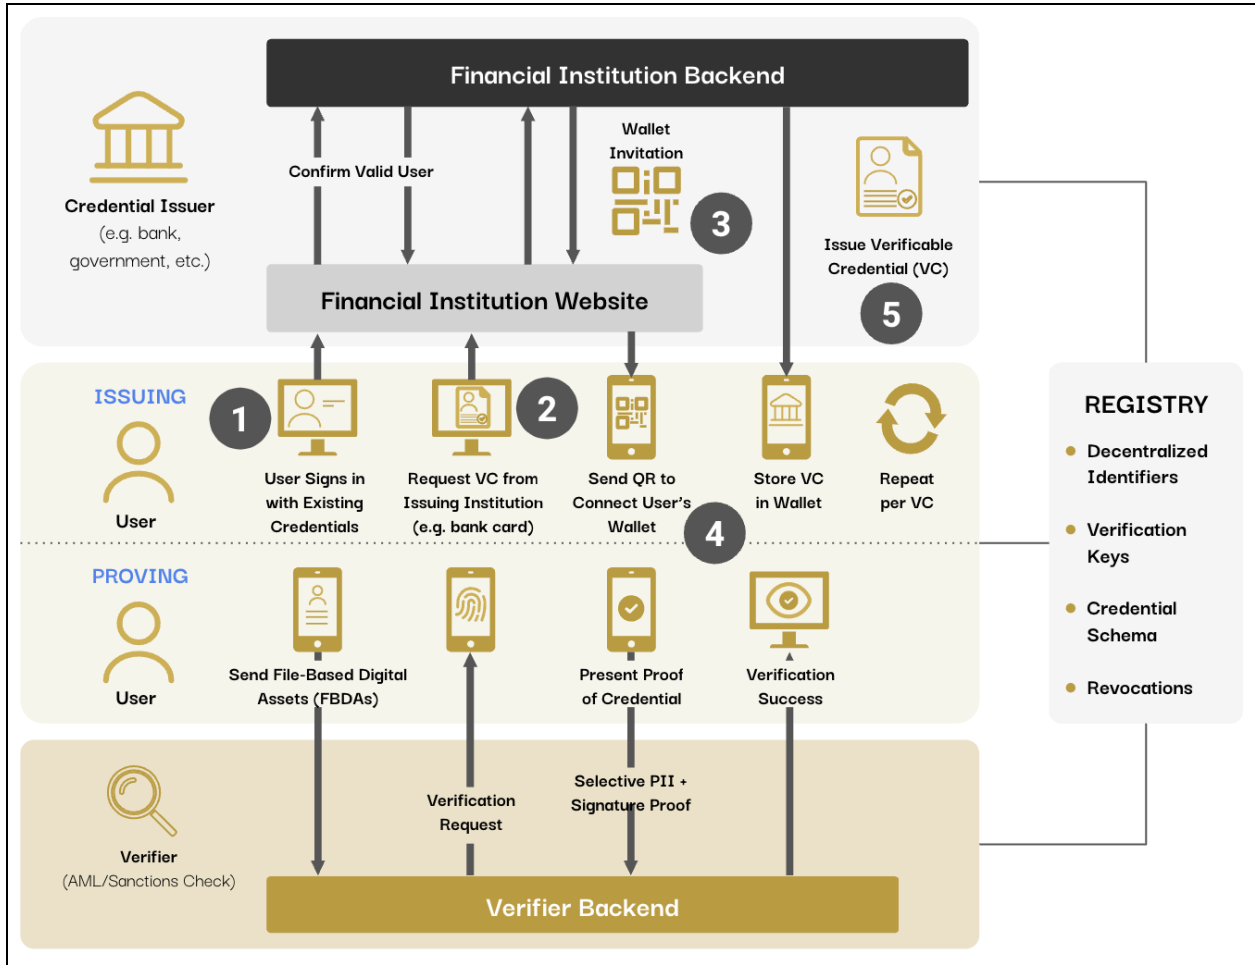 Financial Institution Backend
Wallet
Invitation
Confirm Valid User
3
Credential Issuer
(e.g. bank,
government, etc.)
Issue Verificable
Credential (VC)
5
Financial Institution Website
ISSUING
User
1
User Signs in
with Existing
Credentials
2
Request VC from
Issuing Institution
(e.g. bank card)
Send QR to
Connect User's
Wallet
4
Store VC
in Wallet
Repeat
per VC
PROVING
User
Send File-Based Digital
Assets (FBDAs)
Present Proof
of Credential
Verification
Success
Verification
Request
Selective PII +
Signature Proof
Verifier
(AML/Sanctions Check)
Verifier Backend
REGISTRY
Decentralized
Identifiers
Verification
Keys
Credential
Schema
Revocations